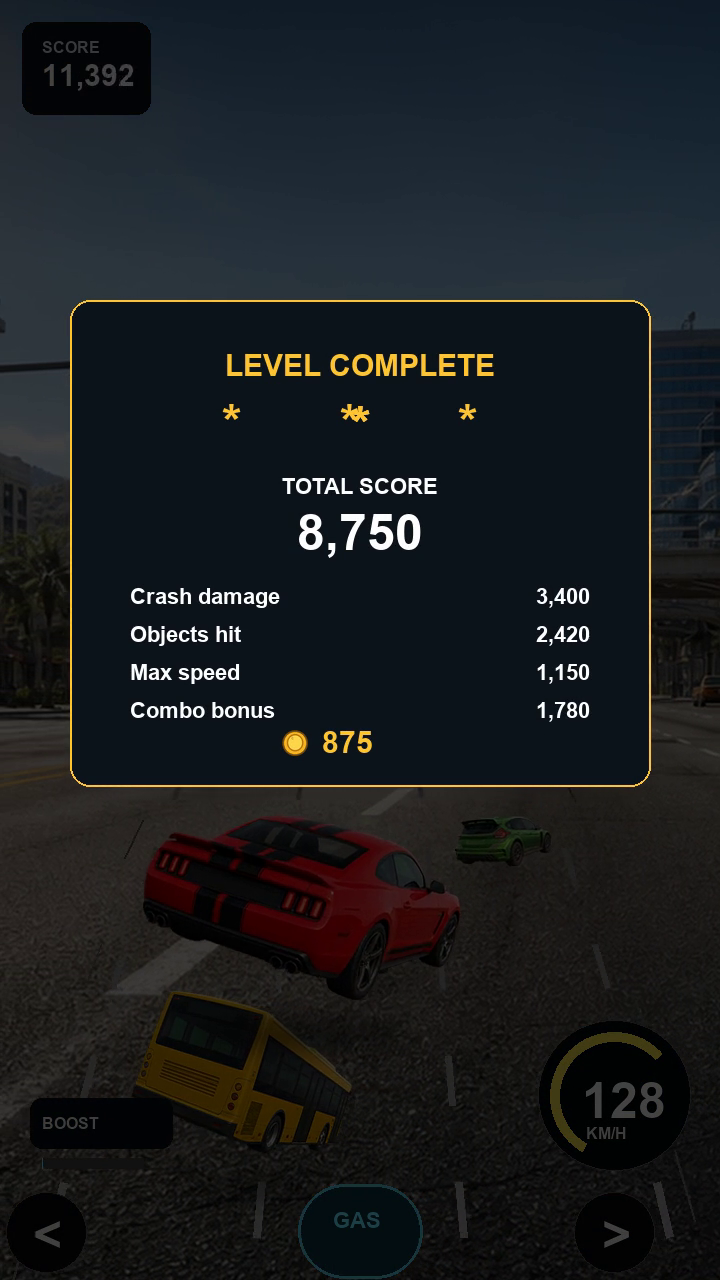 SCORE
11,392
LEVEL COMPLETE
* ** *
TOTAL SCORE
8,750
Crash damage 3,400
Objects hit 2,420
Max speed 1,150
Combo bonus 1,780
875
128
KM/H
BOOST
GAS
< >